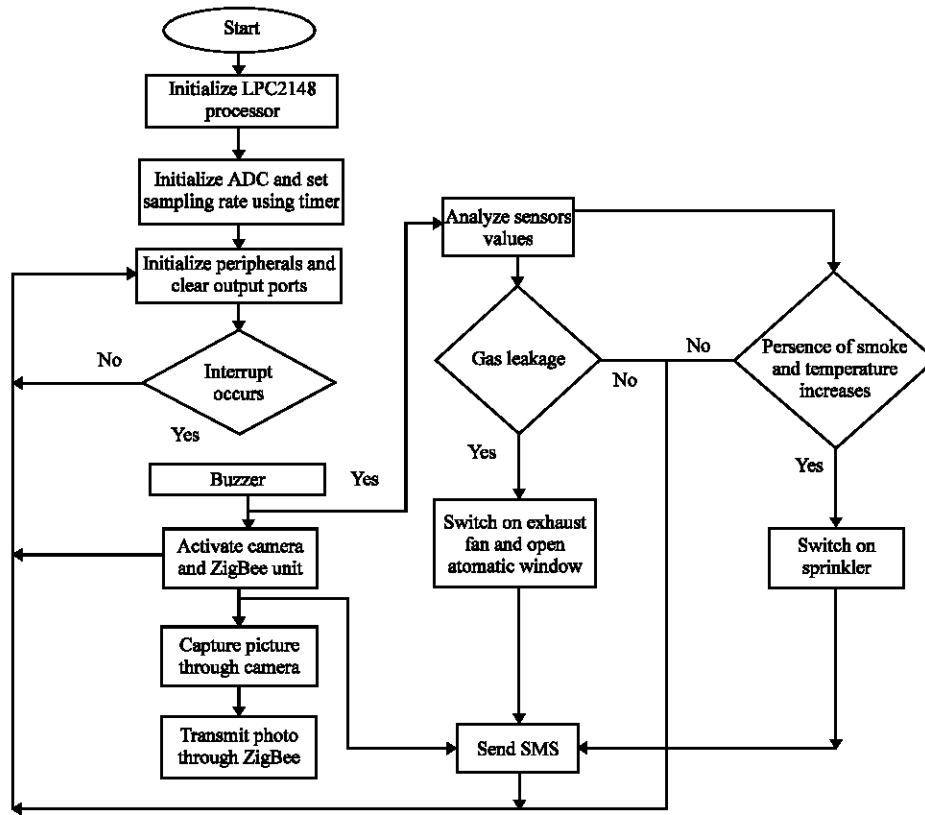 Start
Initialize LPC2148
processor
Initialize ADC and set
sampling rate using timer
Initialize peripherals and
clear output ports
No
Interrupt
occurs
Yes
Buzzer
Yes
Activate camera
and ZigBee unit
Capture picture
through camera
Transmit photo
through ZigBee
Analyze sensors
values
Gas leakage
No
Yes
Switch on exhaust
fan and open
atomatic window
Send SMS
No
Persence of smoke
and temperature
increases
Yes
Switch on
sprinkler